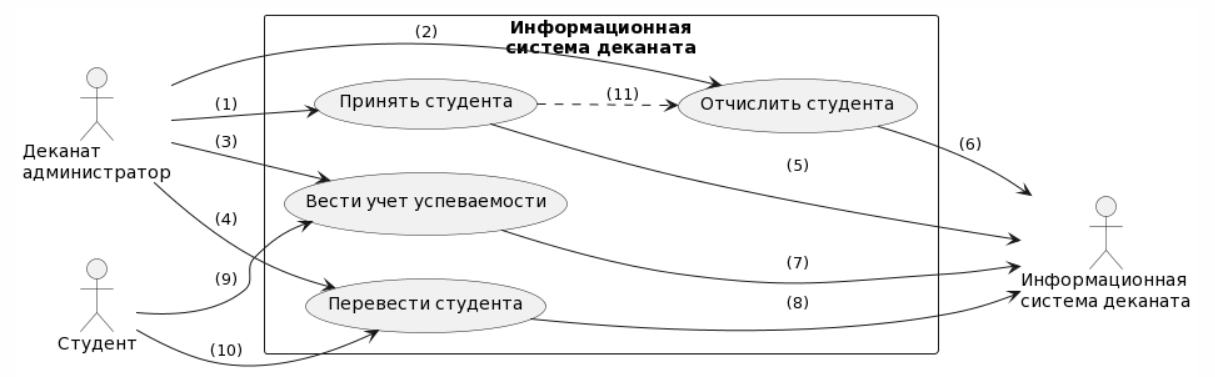 Информационная
система деканата
(2)
(1)
Принять студента
(11)
Отчислить студента
(3)
(6)
Деканат
администратор
(5)
Вести учет успеваемости
(4)
(7)
(9)
Информационная
система деканата
Перевести студента
(8)
Студент
(10)